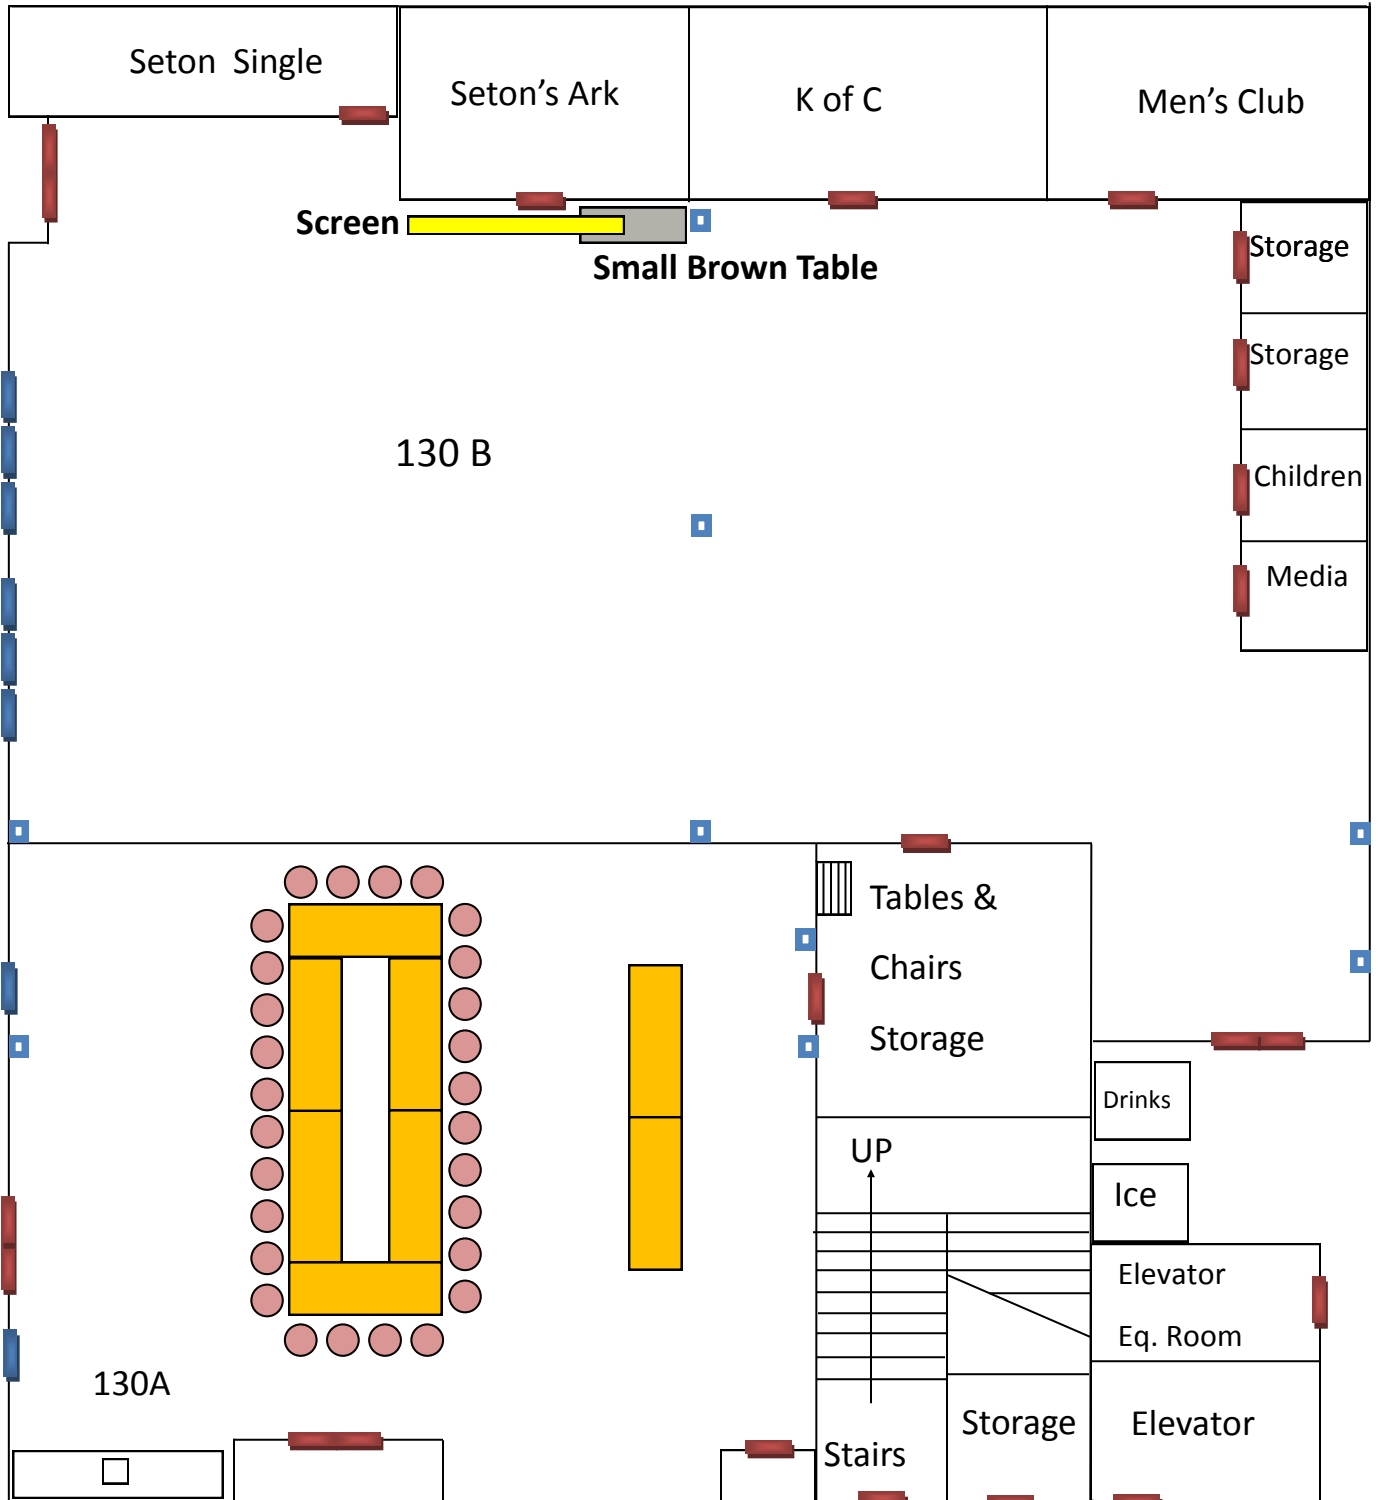 Seton  Single
Seton's Ark
K of C
Men's Club
Screen
Small Brown Table
Storage
Storage
130 B
Children
Media
Tables &
Chairs
Storage
Drinks
UP
Ice
Elevator
Eq. Room
130A
Stairs
Storage
Elevator